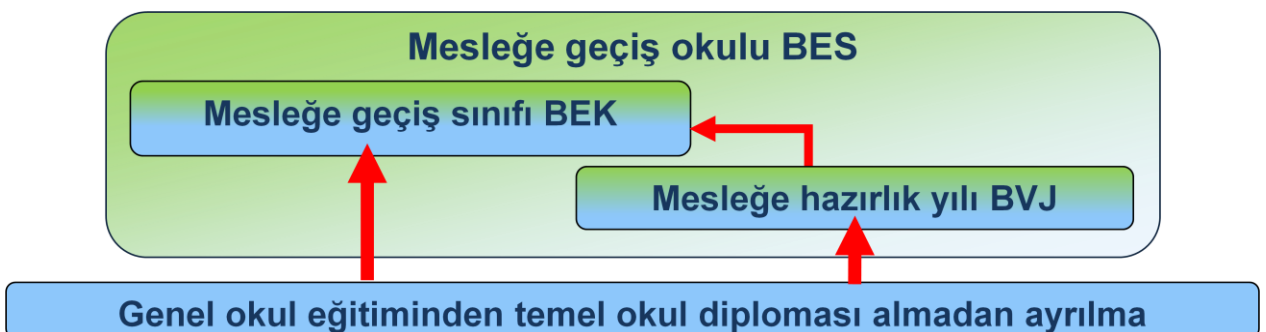 Mesleğe geçiş okulu BES
Mesleğe geçiş sınıfı BEK
Mesleğe hazırlık yılı BVJ
Genel okul eğitiminden temel okul diploması almadan ayrılma